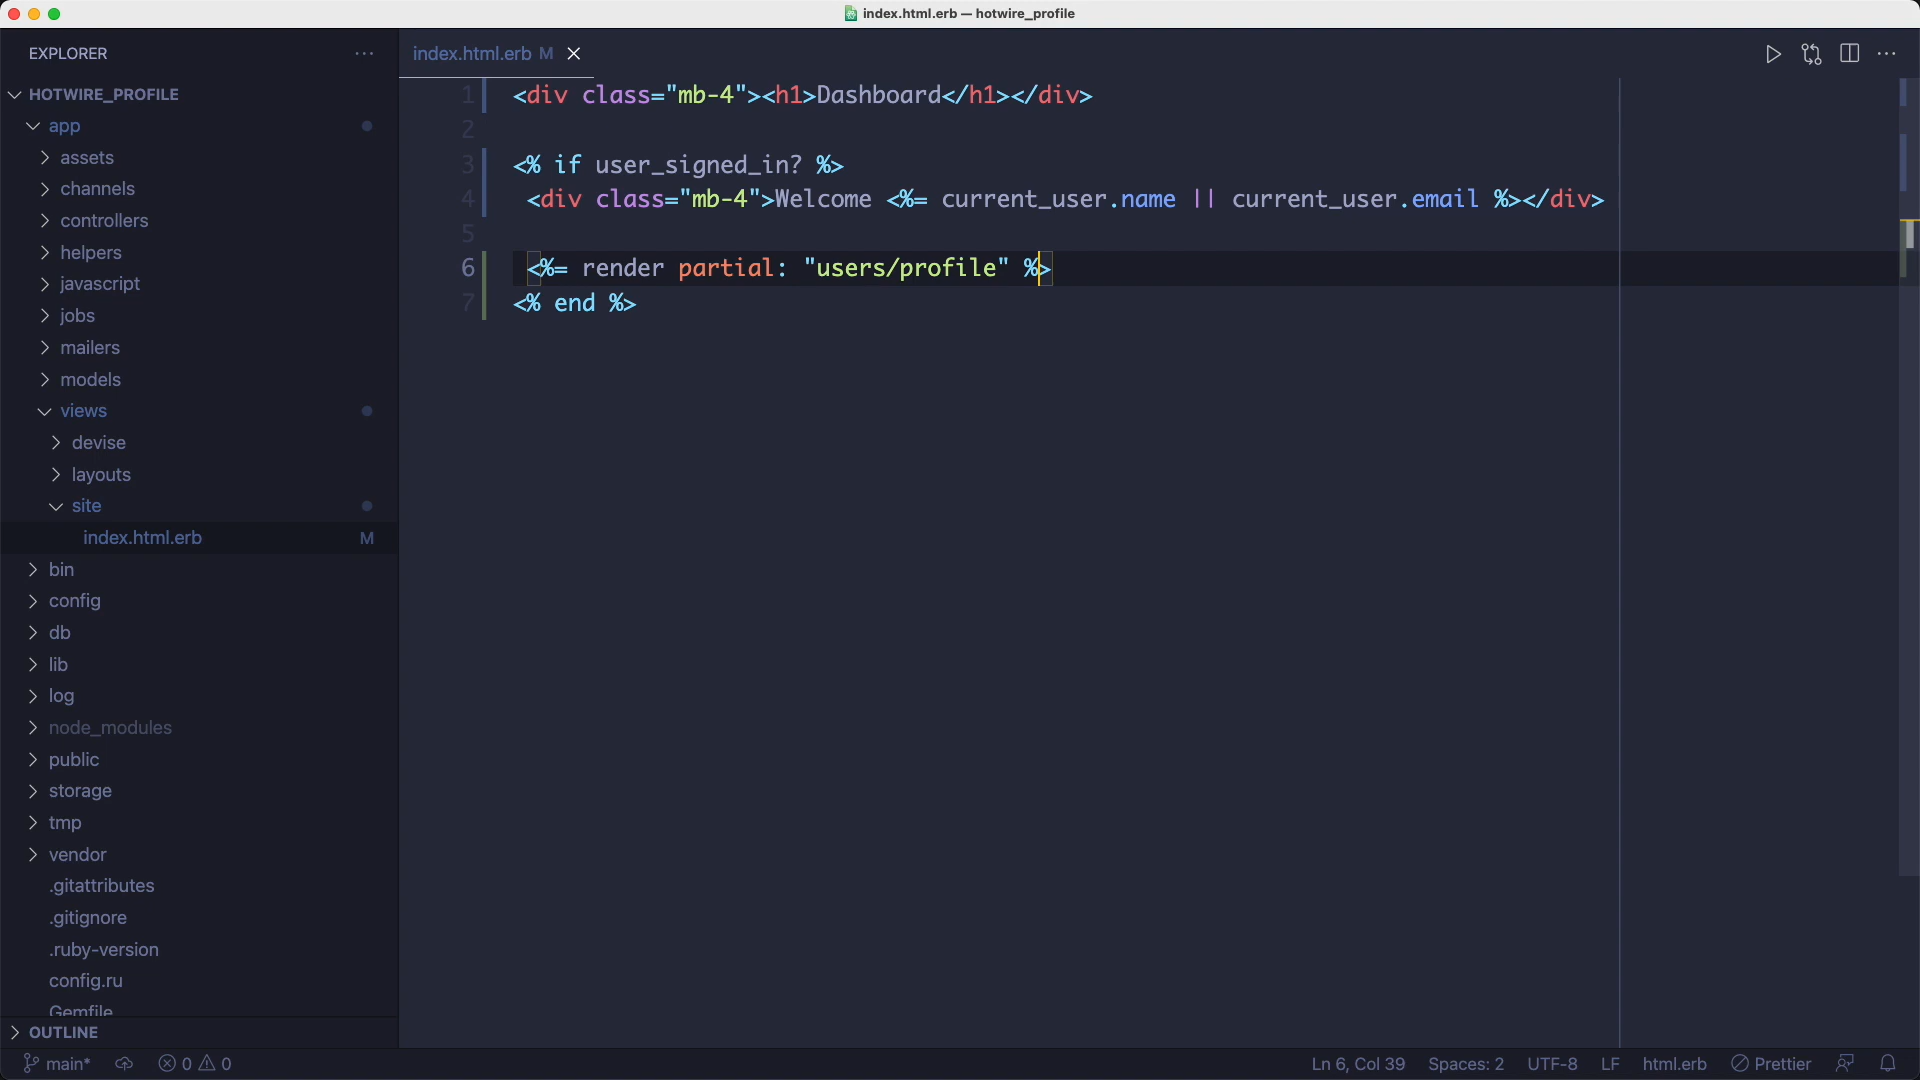 index.html.erb — hotwire_profile
EXPLORER
index.html.erb M
HOTWIRE_PROFILE
app
assets
channels
controllers
helpers
javascript
jobs
mailers
models
views
devise
layouts
site
index.html.erb M
bin
config
db
lib
log
node_modules
public
storage
tmp
vendor
.gitattributes
.gitignore
.ruby-version
config.ru
Gemfile
OUTLINE
1 <div class="mb-4"><h1>Dashboard</h1></div>
2
3 <% if user_signed_in? %>
4 <div class="mb-4">Welcome <%= current_user.name || current_user.email %></div>
5
6 <%= render partial: "users/profile" %>
7 <% end %>
main* 0 0
Ln 6, Col 39 Spaces: 2 UTF-8 LF html.erb Prettier